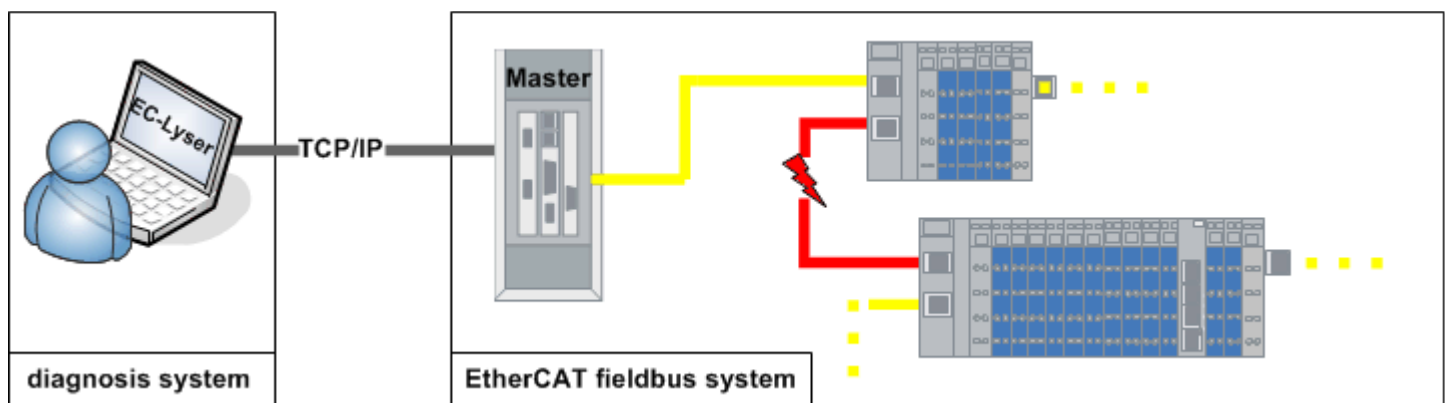 EC-Lyser
TCP/IP
Master
diagnosis system
EtherCAT fieldbus system